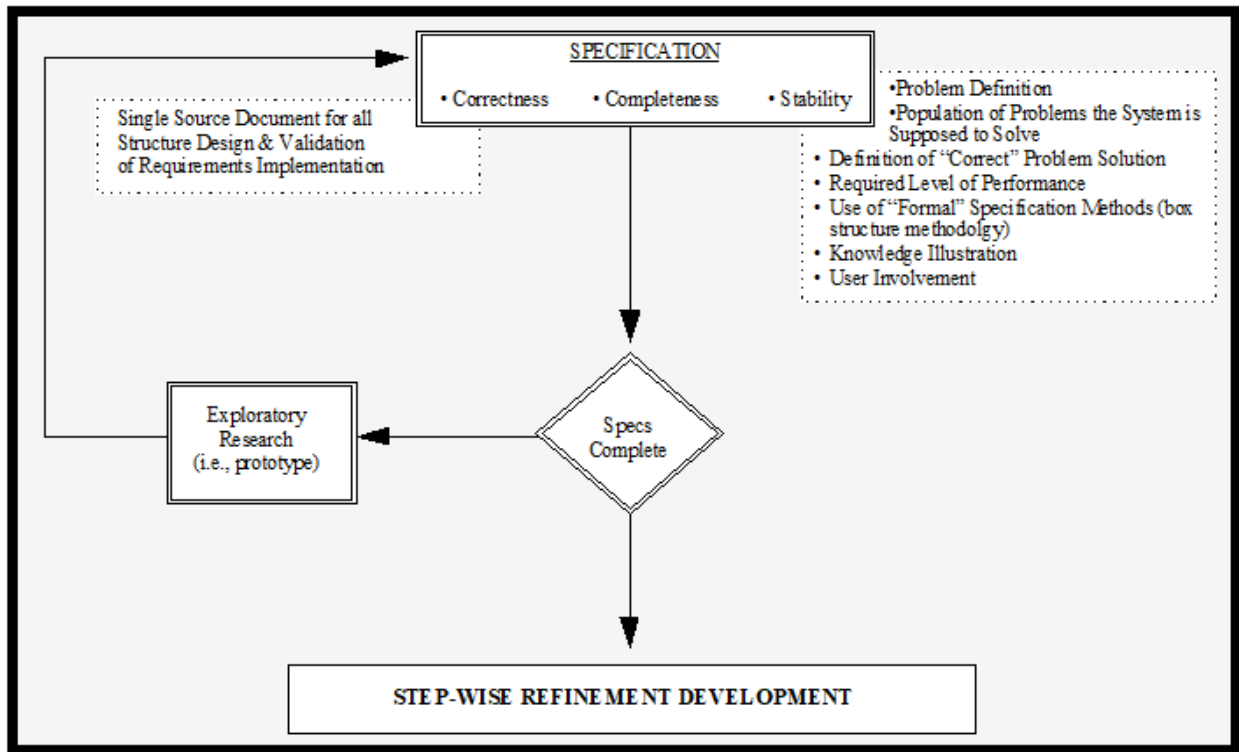 SPECIFICATION
• Correctness • Completeness • Stability
Single Source Document for all
Structure Design & Validation
of Requirements Implementation
•Problem Definition
•Population of Problems the System is
Supposed to Solve
• Definition of “Correct” Problem Solution
• Required Level of Performance
• Use of “Formal” Specification Methods (box
structure methodolgy)
• Knowledge Illustration
• User Involvement
Exploratory
Research
(i.e., prototype)
Specs
Complete
STEP-WISE REFINEMENT DEVELOPMENT